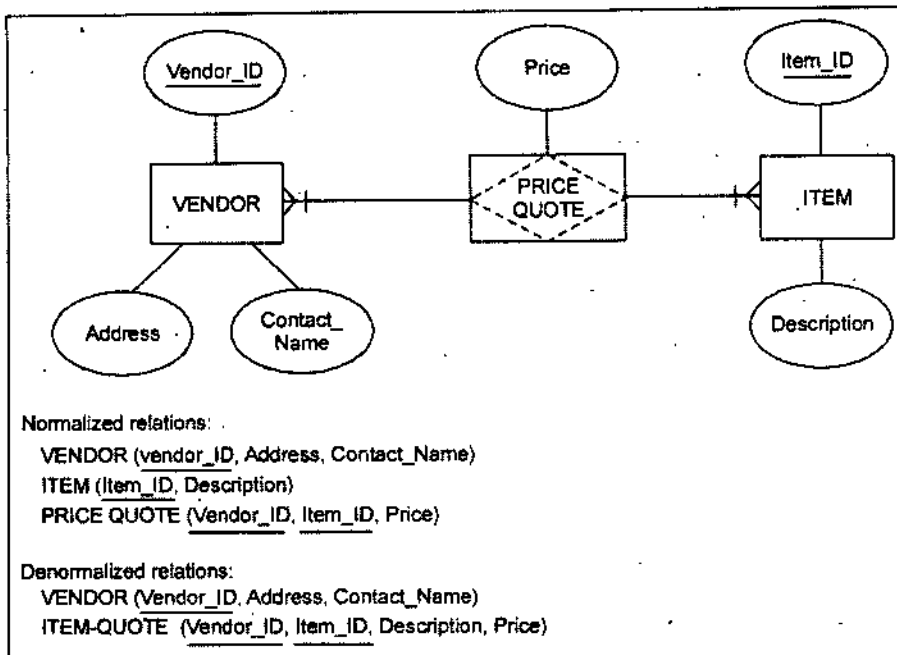 Vendor_ID
Price
Item_ID
VENDOR
PRICE
QUOTE
ITEM
Address
Contact_
Name
Description
Normalized relations:
VENDOR (vendor_ID, Address, Contact_Name)
ITEM (Item_ID, Description)
PRICE QUOTE (Vendor_ID, Item_ID, Price)
Denormalized relations:
VENDOR (Vendor_ID, Address, Contact_Name)
ITEM-QUOTE (Vendor_ID, Item_ID, Description, Price)